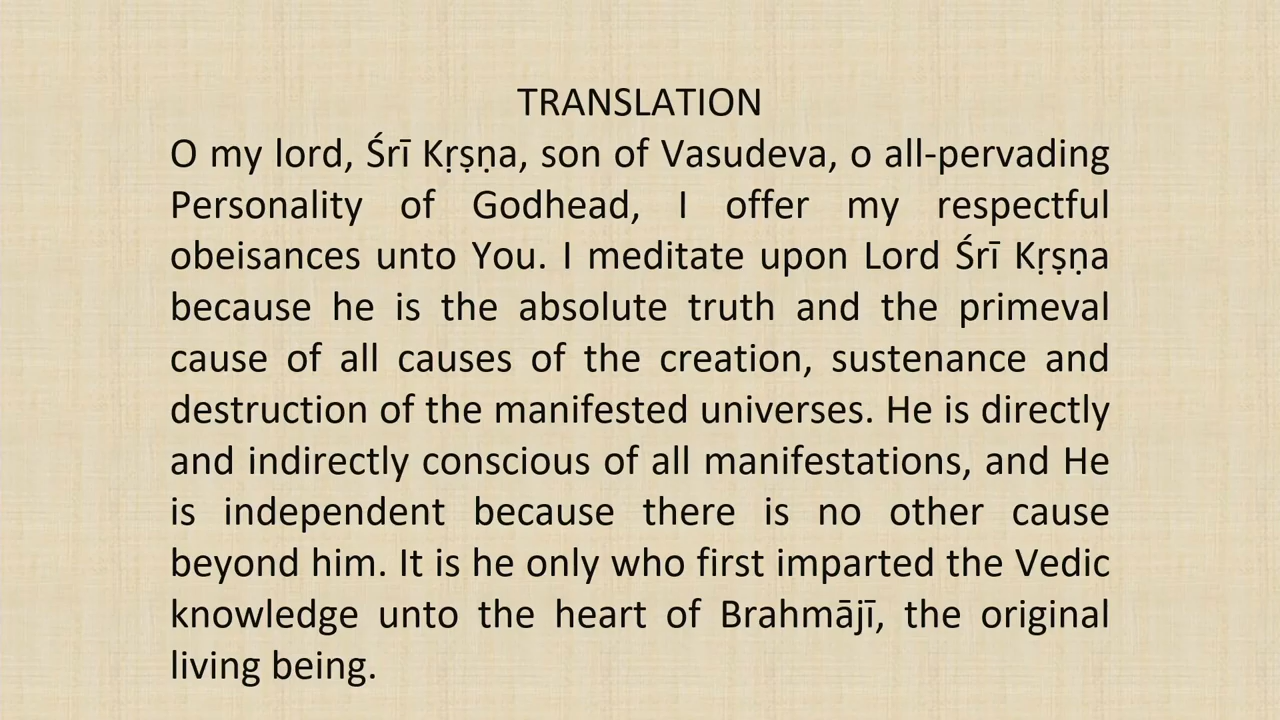 TRANSLATION
O my lord, Śrī Kṛṣṇa, son of Vasudeva, o all-pervading
Personality of Godhead, I offer my respectful
obeisances unto You. I meditate upon Lord Śrī Kṛṣṇa
because he is the absolute truth and the primeval
cause of all causes of the creation, sustenance and
destruction of the manifested universes. He is directly
and indirectly conscious of all manifestations, and He
is independent because there is no other cause
beyond him. It is he only who first imparted the Vedic
knowledge unto the heart of Brahmājī, the original
living being.